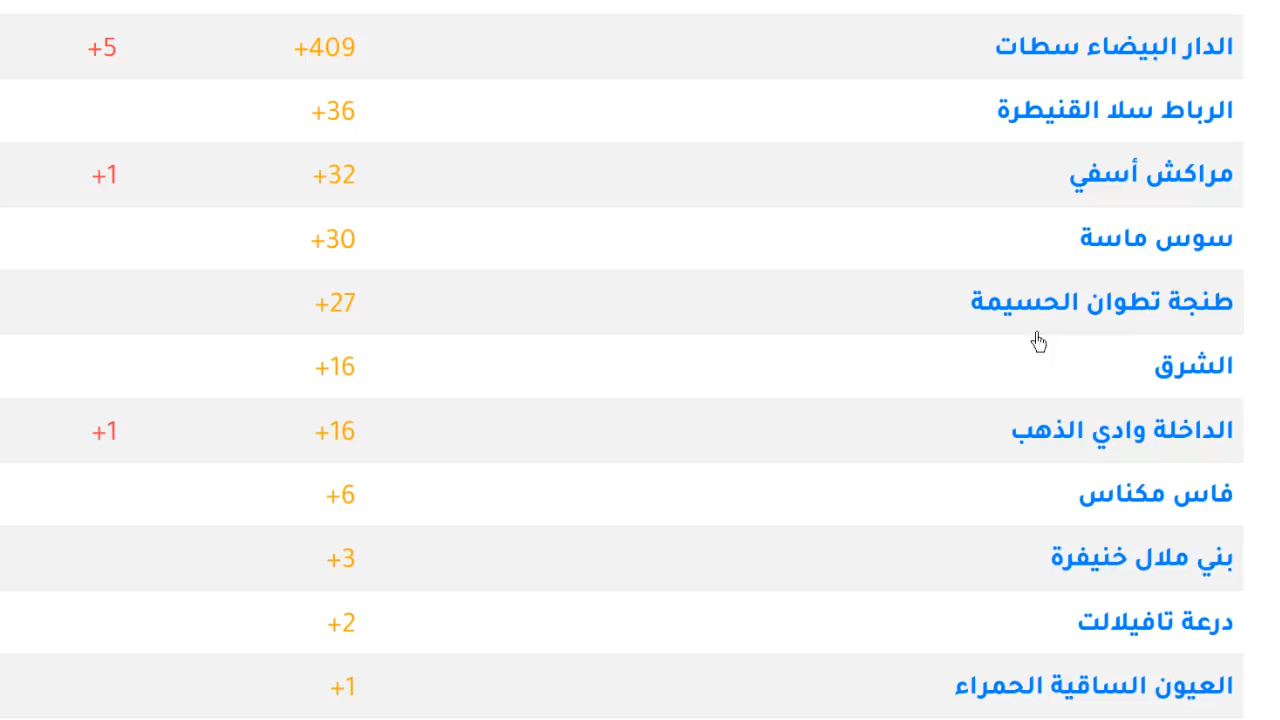 الدار البيضاء سطات +409 +5
الرباط سلا القنيطرة +36
مراكش أسفي +32 +1
سوس ماسة +30
طنجة تطوان الحسيمة +27
الشرق +16
الداخلة وادي الذهب +16 +1
فاس مكناس +6
بني ملال خنيفرة +3
درعة تافيلالت +2
العيون الساقية الحمراء +1